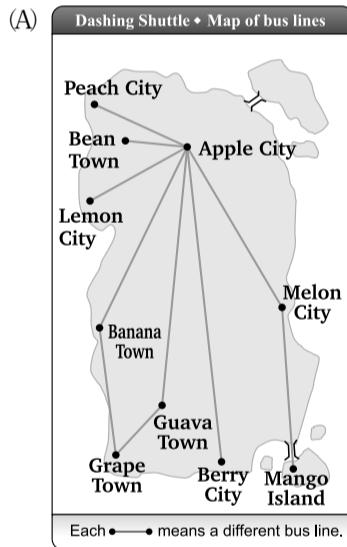 (A)
Dashing Shuttle ◆ Map of bus lines
Peach City
Bean
Town
Apple City
Lemon
City
Melon
City
Banana
Town
Guava
Town
Grape
Town
Berry
City
Mango
Island
Each ●—● means a different bus line.